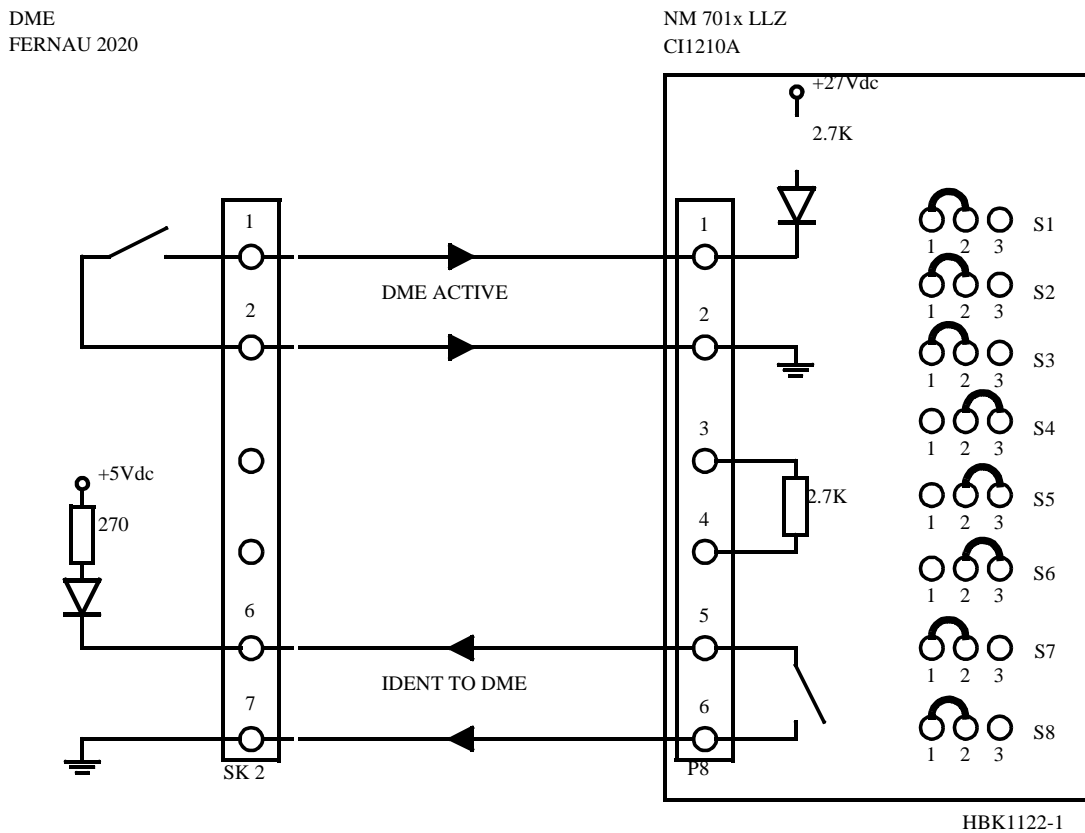 DME
FERNAU 2020
NM 701x LLZ
CI1210A
+27Vdc
2.7K
1
1
S1
1 2 3
DME ACTIVE
S2
1 2 3
2
2
S3
1 2 3
3
S4
1 2 3
+5Vdc
270
2.7K
S5
1 2 3
4
S6
1 2 3
6
5
S7
1 2 3
IDENT TO DME
7
6
S8
1 2 3
SK 2
P8
HBK1122-1